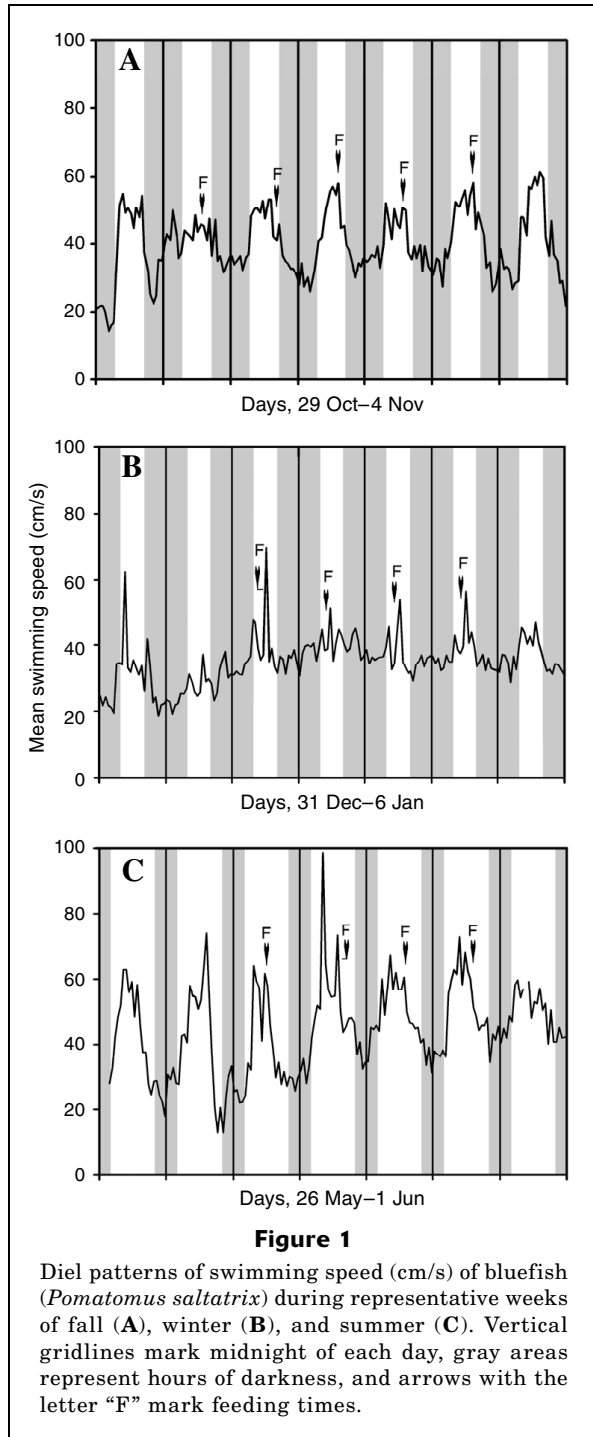 Mean swimming speed (cm/s)
A
100
80
60
40
20
0
F
F
F
F
F
Days, 29 Oct–4 Nov
B
100
80
60
40
20
0
F
F
F
F
Days, 31 Dec–6 Jan
C
100
80
60
40
20
0
F
F
F
F
Days, 26 May–1 Jun
Figure 1
Diel patterns of swimming speed (cm/s) of bluefish
(Pomatomus saltatrix) during representative weeks
of fall (A), winter (B), and summer (C). Vertical
gridlines mark midnight of each day, gray areas
represent hours of darkness, and arrows with the
letter “F” mark feeding times.